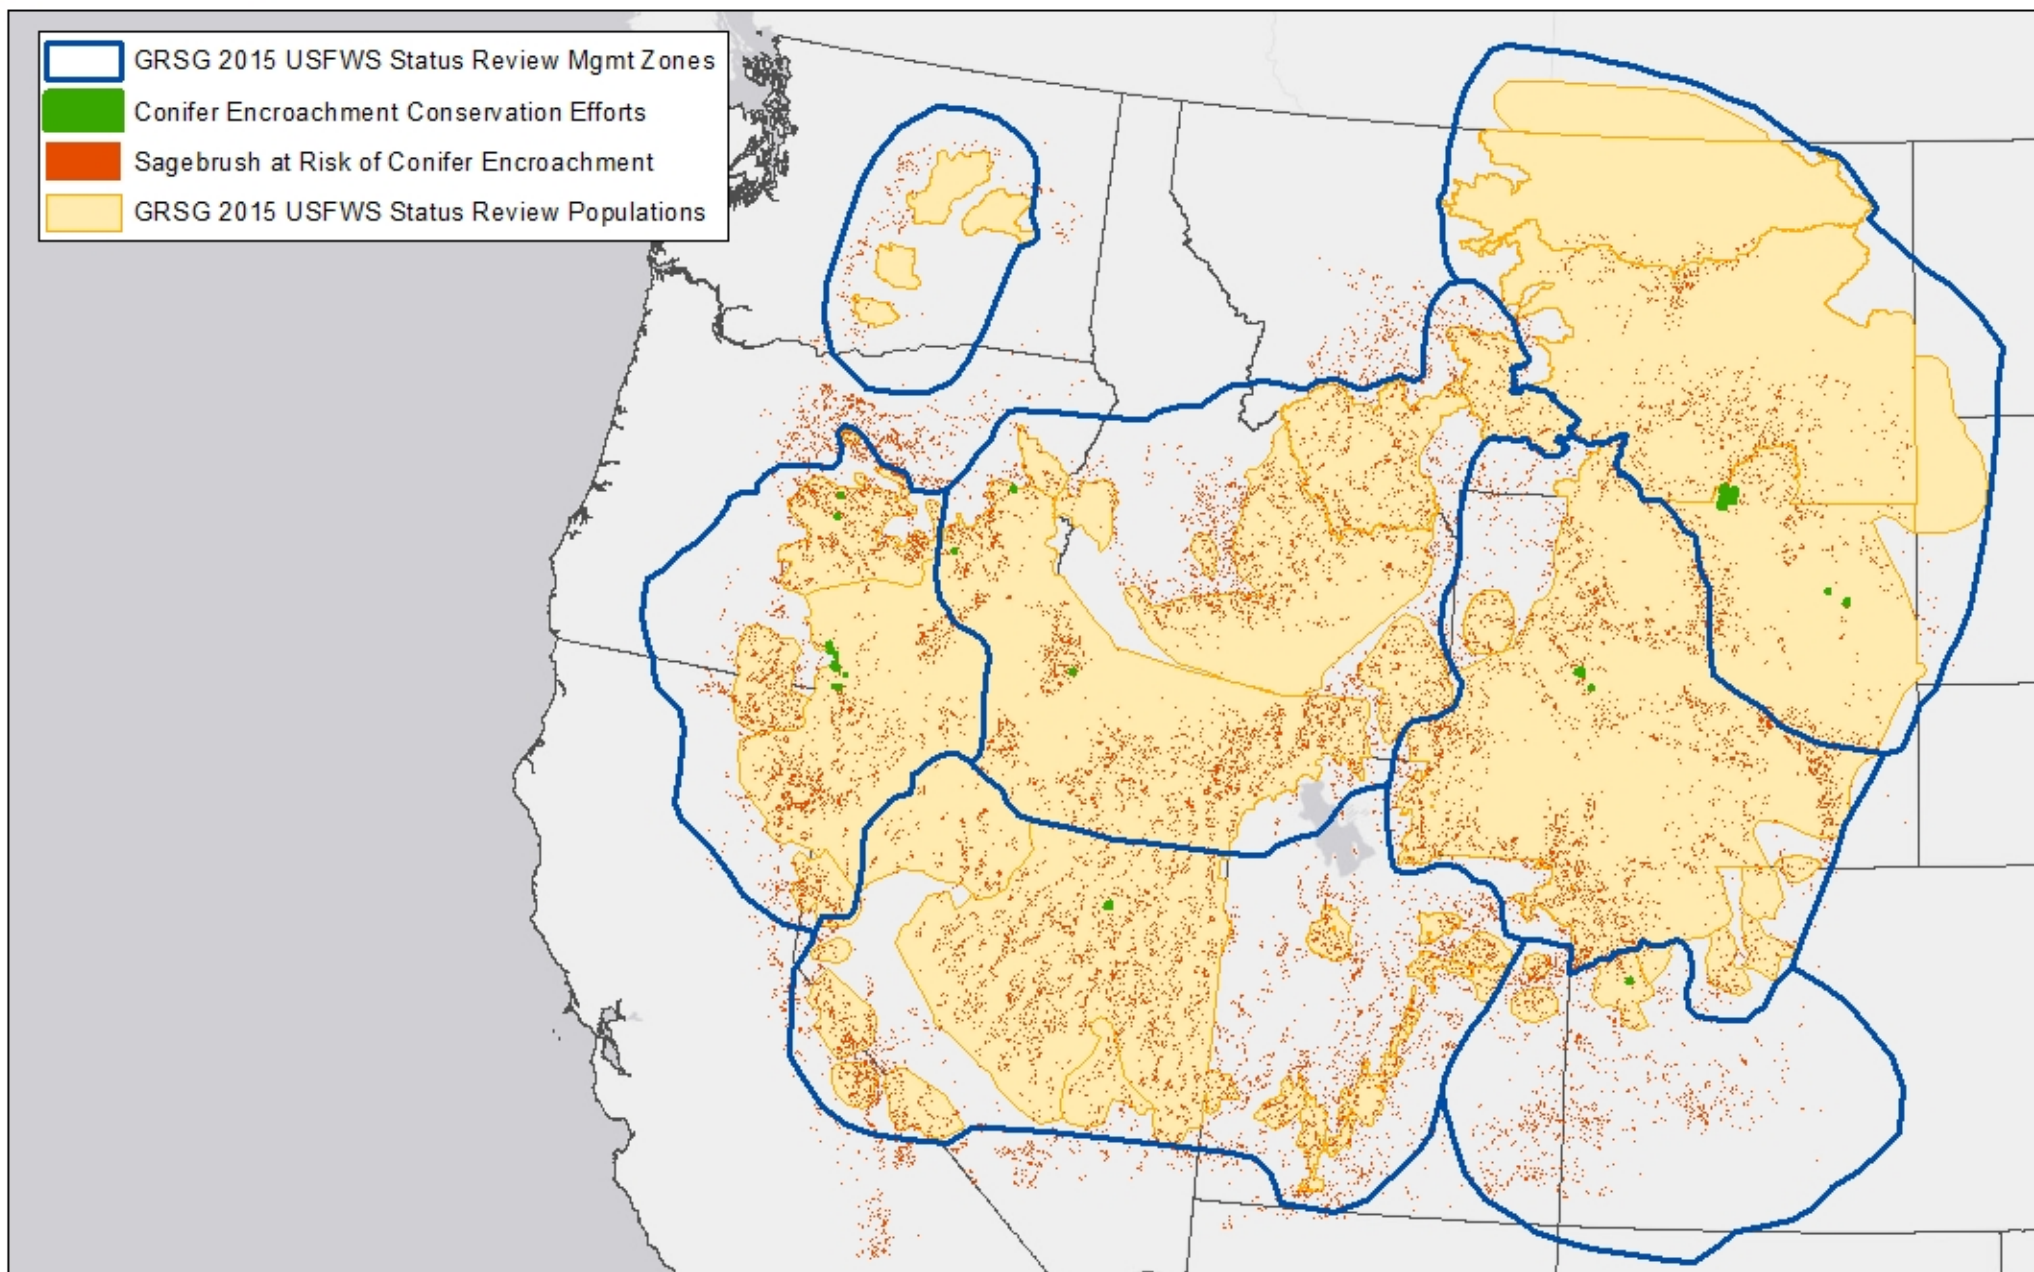 GRSG 2015 USFWS Status Review Mgmt Zones
Conifer Encroachment Conservation Efforts
Sagebrush at Risk of Conifer Encroachment
GRSG 2015 USFWS Status Review Populations